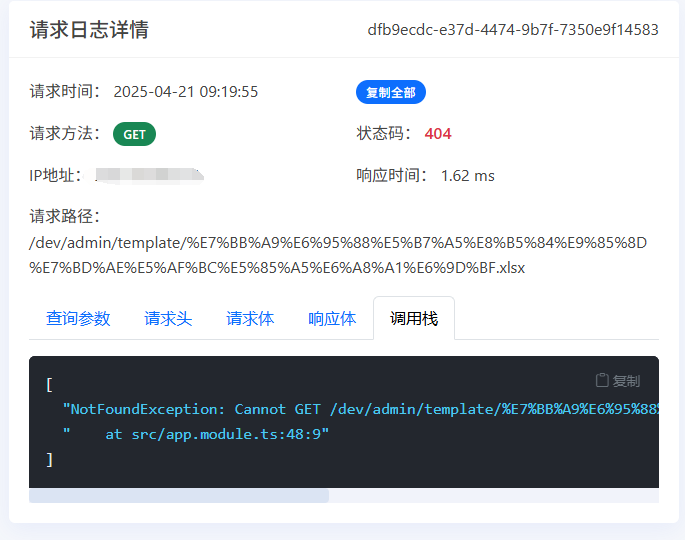 请求日志详情 dfb9ecdc-e37d-4474-9b7f-7350e9f14583
请求时间： 2025-04-21 09:19:55 复制全部
请求方法： GET 状态码： 404
IP地址： 响应时间： 1.62 ms
请求路径：
/dev/admin/template/%E7%BB%A9%E6%95%88%E5%B7%A5%E8%B5%84%E9%85%8D
%E7%BD%AE%E5%AF%BC%E5%85%A5%E6%A8%A1%E6%9D%BF.xlsx
查询参数 请求头 请求体 响应体 调用栈
复制
[
"NotFoundException: Cannot GET /dev/admin/template/%E7%BB%A9%E6%95%88%
"    at src/app.module.ts:48:9"
]